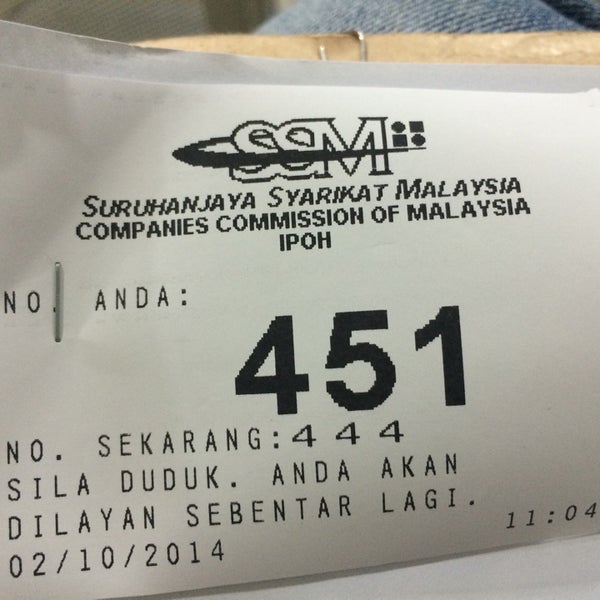 SSM
SURUHANJAYA SYARIKAT MALAYSIA
COMPANIES COMMISSION OF MALAYSIA
IPOH
NO. ANDA:
451
NO. SEKARANG:444
SILA DUDUK. ANDA AKAN
DILAYAN SEBENTAR LAGI.
02/10/2014 11:04